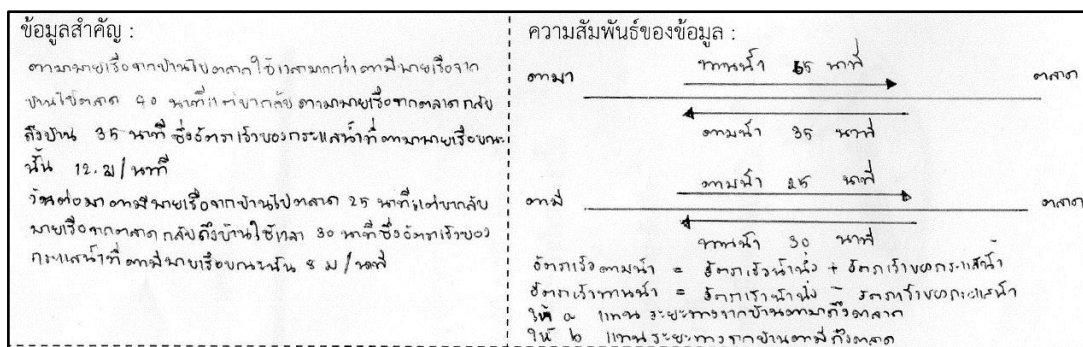 ข้อมูลสำคัญ :
ตามาพายเรือจากบ้านไปตลาดใช้เวลามากกว่าตามีพายเรือจาก
บ้านไปตลาด 40 นาทีแต่ขากลับ ตามาพายเรือจากตลาดกลับ
ถึงบ้าน 35 นาที ซึ่งอัตราเร็วของกระแสน้ำที่ตามาพายเรือขณะ
นั้น 12 ม/นาที
วันต่อมาตามีพายเรือจากบ้านไปตลาด 25 นาทีแต่ขากลับ
พายเรือจากตลาดกลับถึงบ้านใช้เวลา 30 นาทีซึ่งอัตราเร็วของ
กระแสน้ำที่ตามีพายเรือขณะนั้น 8 ม/นาที
ความสัมพันธ์ของข้อมูล :
ทวนน้ำ 65 นาที
ตามา ตลาด
ตามน้ำ 35 นาที
ตามน้ำ 25 นาที
ตามี ตลาด
ทวนน้ำ 30 นาที
อัตราเร็วตามน้ำ = อัตราเร็วน้ำนิ่ง + อัตราเร็วของกระแสน้ำ
อัตราเร็วทวนน้ำ = อัตราเร็วน้ำนิ่ง - อัตราเร็วของกระแสน้ำ
ให้ a แทน ระยะทางจากบ้านตามาถึงตลาด
ให้ b แทน ระยะทางจากบ้านตามีถึงตลาด